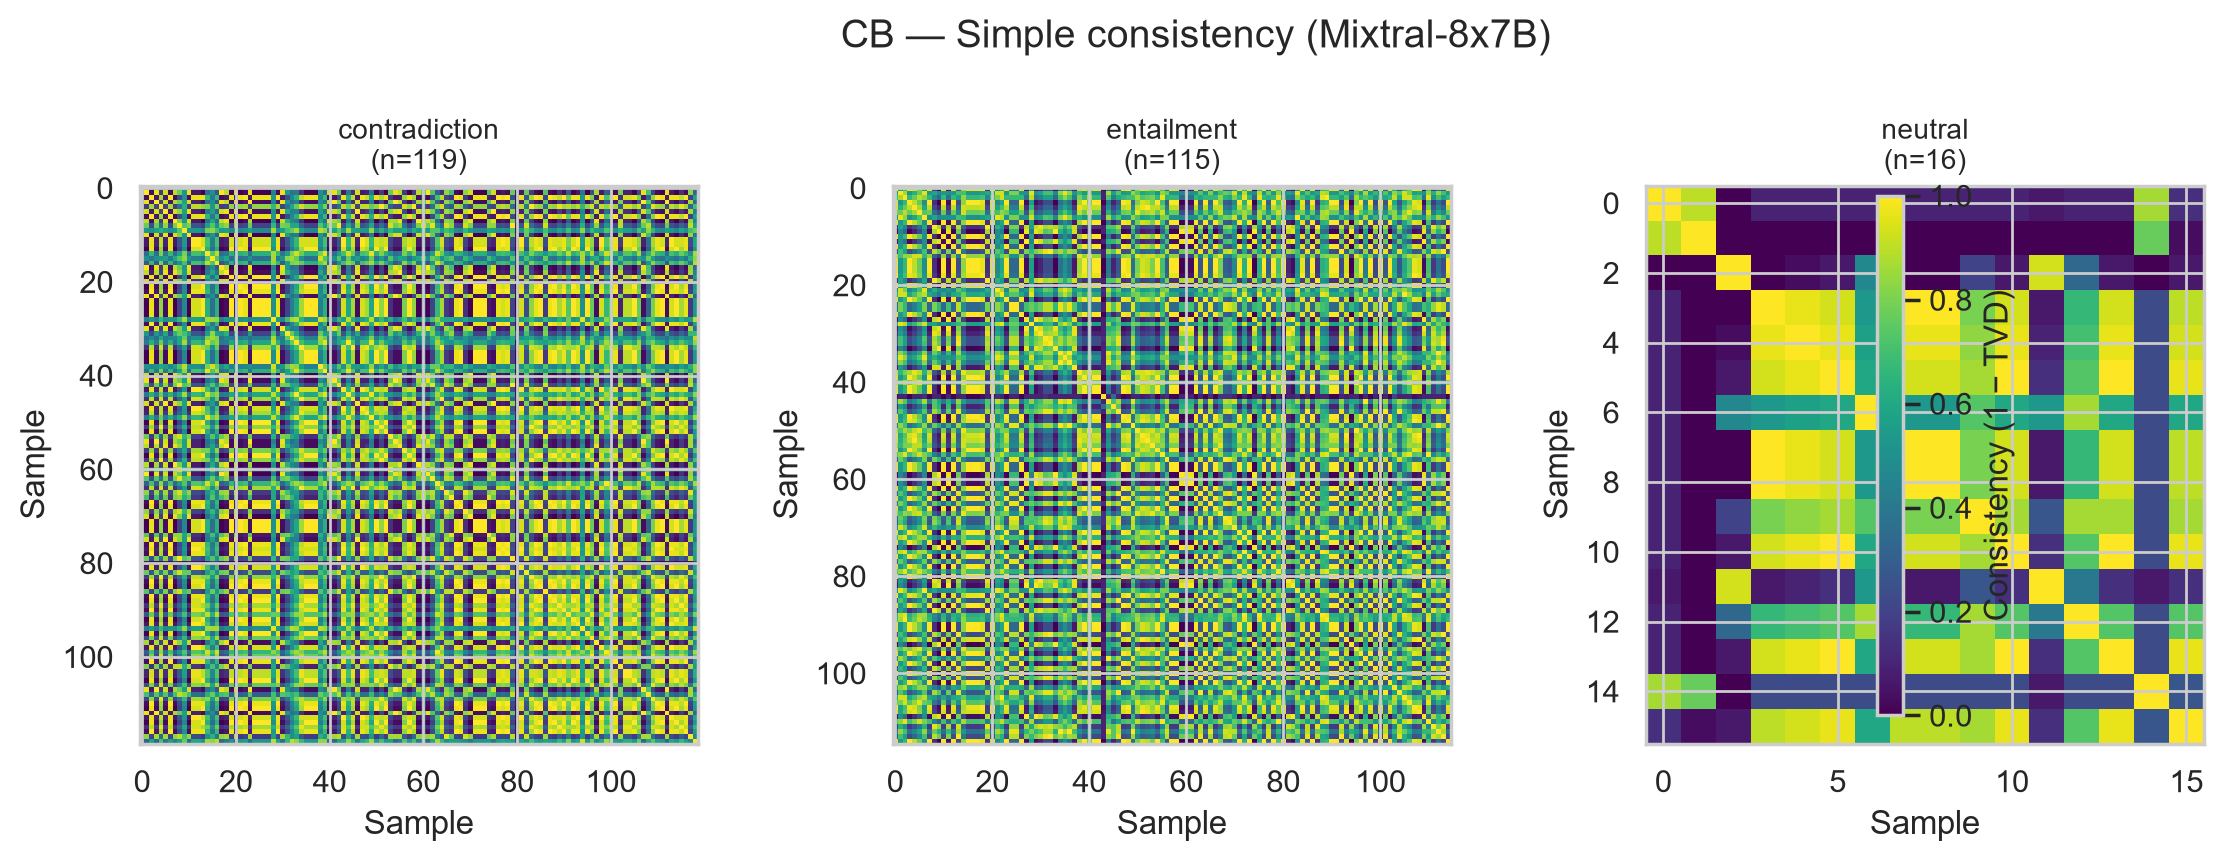 CB — Simple consistency (Mixtral-8x7B)
contradiction
(n=119)
0
20
40
60
80
100
Sample
0 20 40 60 80 100
Sample
entailment
(n=115)
0
20
40
60
80
100
Sample
0 20 40 60 80 100
Sample
neutral
(n=16)
0
2
4
6
8
10
12
14
Sample
0 5 10 15
Sample
1.0
0.8
0.6
0.4
0.2
0.0
Consistency (1 − TVD)